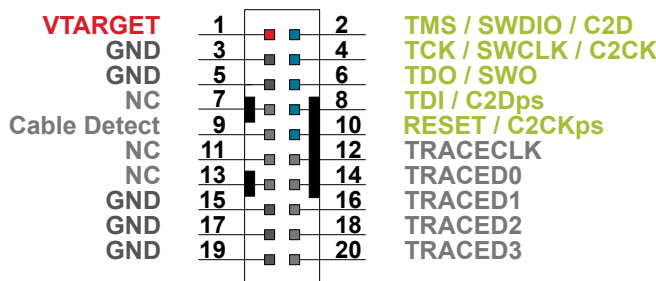 VTARGET 1 2 TMS / SWDIO / C2D
GND 3 4 TCK / SWCLK / C2CK
GND 5 6 TDO / SWO
NC 7 8 TDI / C2Dps
Cable Detect 9 10 RESET / C2CKps
NC 11 12 TRACECLK
NC 13 14 TRACED0
GND 15 16 TRACED1
GND 17 18 TRACED2
GND 19 20 TRACED3